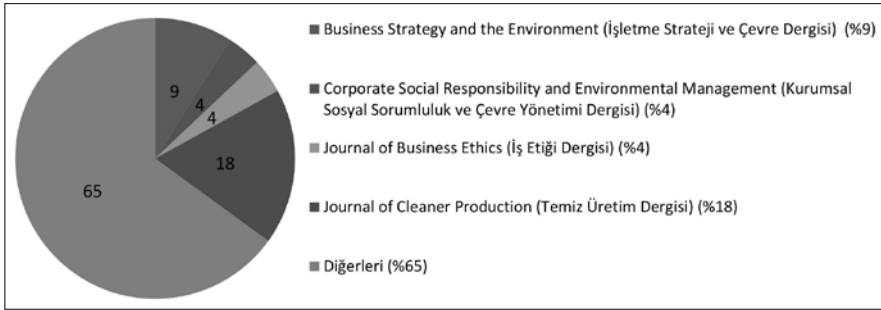 9
4
4
18
65
Business Strategy and the Environment (İşletme Strateji ve Çevre Dergisi) (%9)
Corporate Social Responsibility and Environmental Management (Kurumsal
Sosyal Sorumluluk ve Çevre Yönetimi Dergisi) (%4)
Journal of Business Ethics (İş Etiği Dergisi) (%4)
Journal of Cleaner Production (Temiz Üretim Dergisi) (%18)
Diğerleri (%65)